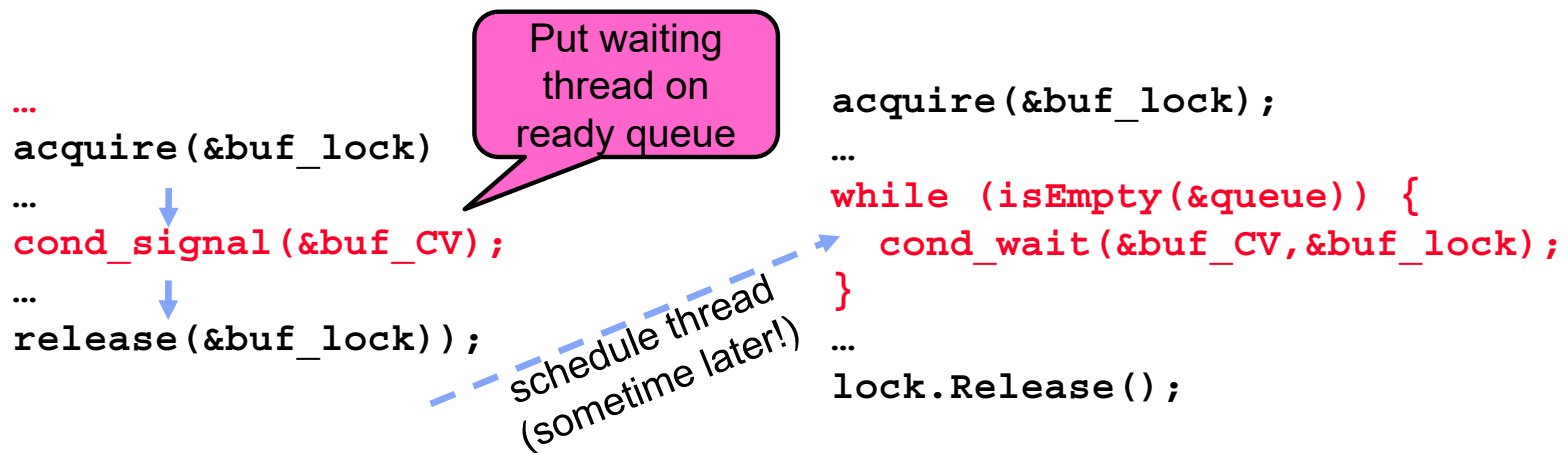 …
acquire(&buf_lock)
…
cond_signal(&buf_CV);
…
release(&buf_lock));
Put waiting
thread on
ready queue
schedule thread
(sometime later!)
acquire(&buf_lock);
…
while (isEmpty(&queue)) {
cond_wait(&buf_CV,&buf_lock);
}
…
lock.Release();